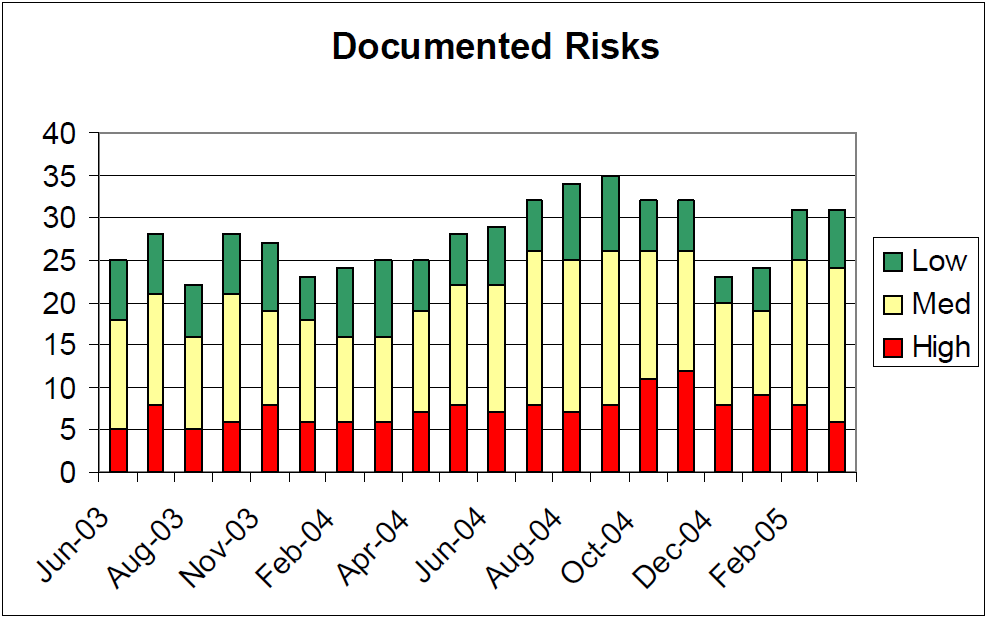 Documented Risks
40
35
30
25
20
15
10
5
0
Low
Med
High
Jun-03
Aug-03
Nov-03
Feb-04
Apr-04
Jun-04
Aug-04
Oct-04
Dec-04
Feb-05